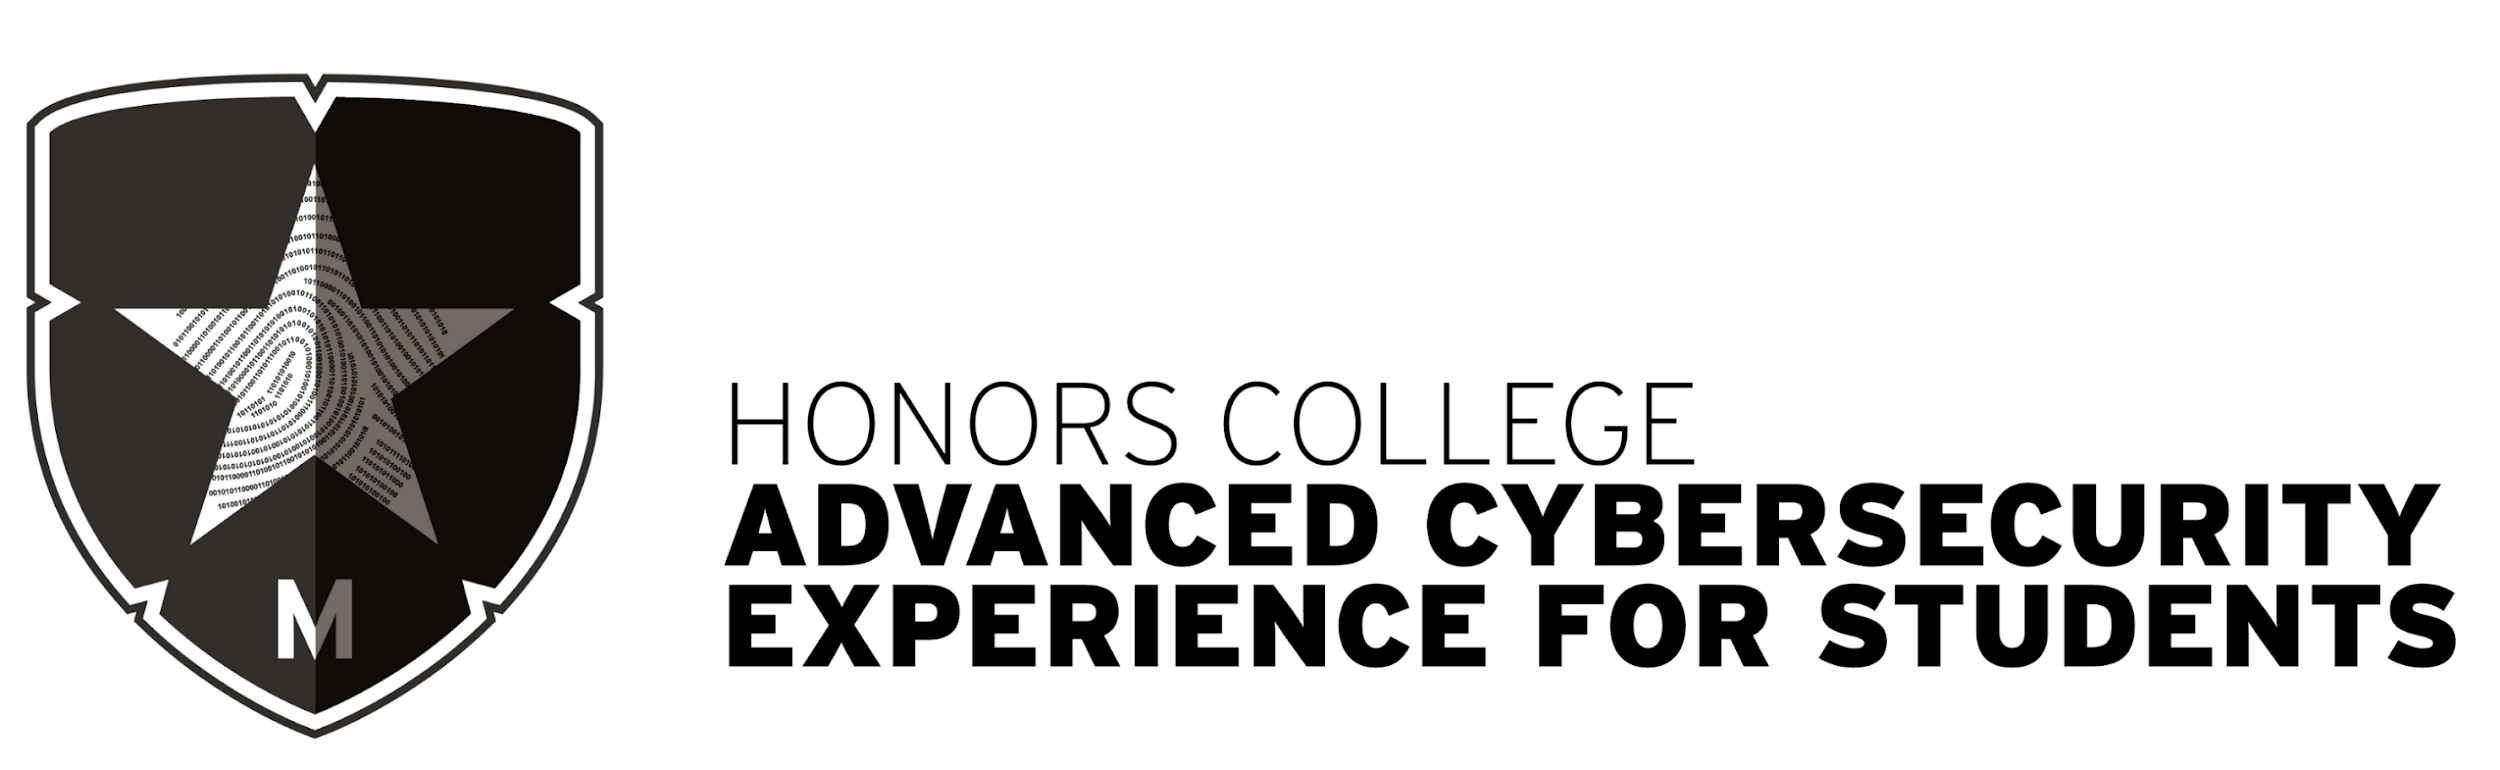 M
HONORS COLLEGE
ADVANCED CYBERSECURITY
EXPERIENCE FOR STUDENTS